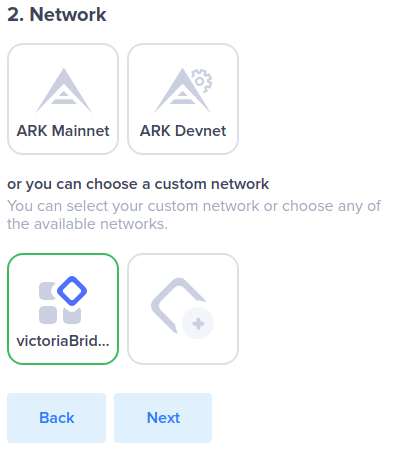 2. Network
ARK Mainnet
ARK Devnet
or you can choose a custom network
You can select your custom network or choose any of
the available networks.
victoriaBrid...
Back
Next